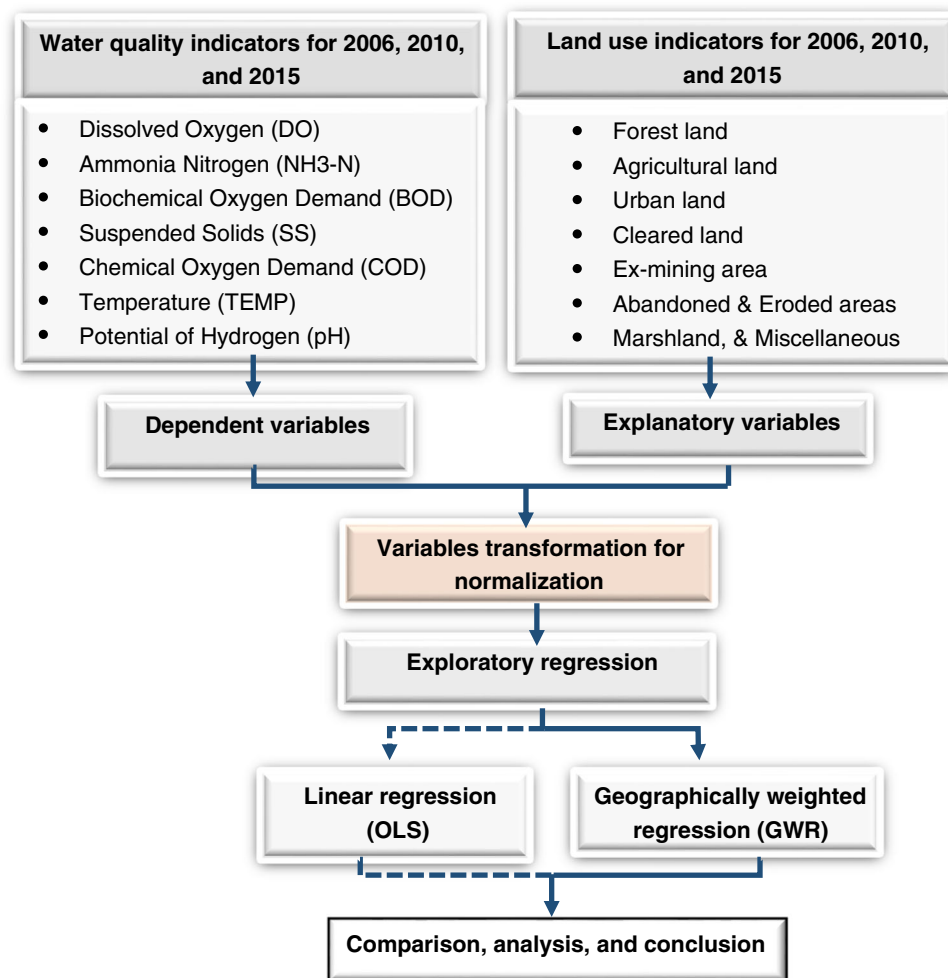 Water quality indicators for 2006, 2010,
and 2015
• Dissolved Oxygen (DO)
• Ammonia Nitrogen (NH3-N)
• Biochemical Oxygen Demand (BOD)
• Suspended Solids (SS)
• Chemical Oxygen Demand (COD)
• Temperature (TEMP)
• Potential of Hydrogen (pH)
Land use indicators for 2006, 2010,
and 2015
• Forest land
• Agricultural land
• Urban land
• Cleared land
• Ex-mining area
• Abandoned & Eroded areas
• Marshland, & Miscellaneous
Dependent variables
Explanatory variables
Variables transformation for
normalization
Exploratory regression
Linear regression
(OLS)
Geographically weighted
regression (GWR)
Comparison, analysis, and conclusion